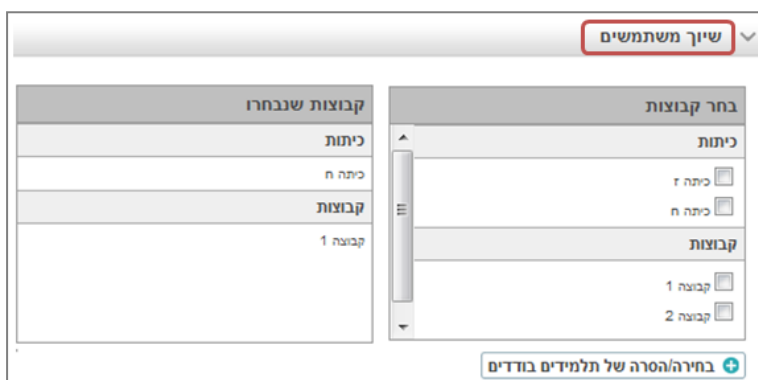 שיוך משתמשים
בחר קבוצות
כיתות
כיתה ז
כיתה ח
קבוצות
קבוצה 1
קבוצה 2
קבוצות שנבחרו
כיתות
כיתה ח
קבוצות
קבוצה 1
בחירה/הסרה של תלמידים בודדים